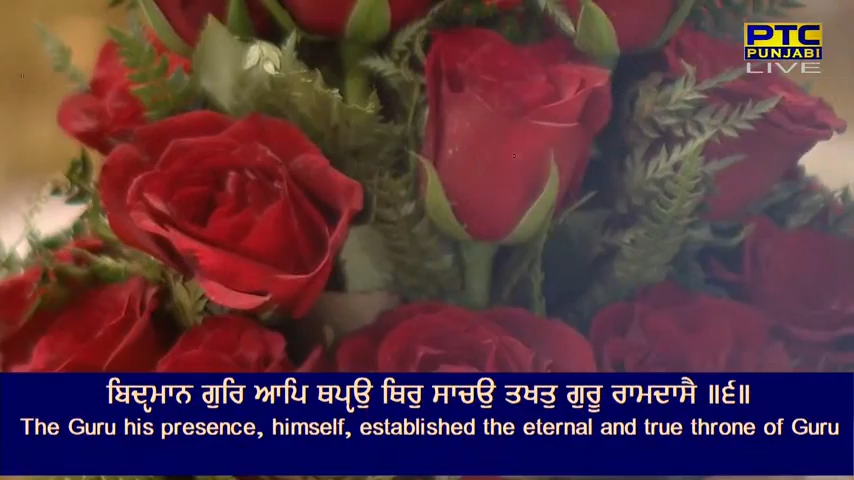 PTC
PUNJABI
LIVE
ਬਿਦੵਮਾਨ ਗੁਰਿ ਆਪਿ ਥਪੵਉ ਥਿਰੁ ਸਾਚਉ ਤਖਤੁ ਗੁਰੂ ਰਾਮਦਾਸੈ ॥੬॥
The Guru his presence, himself, established the eternal and true throne of Guru